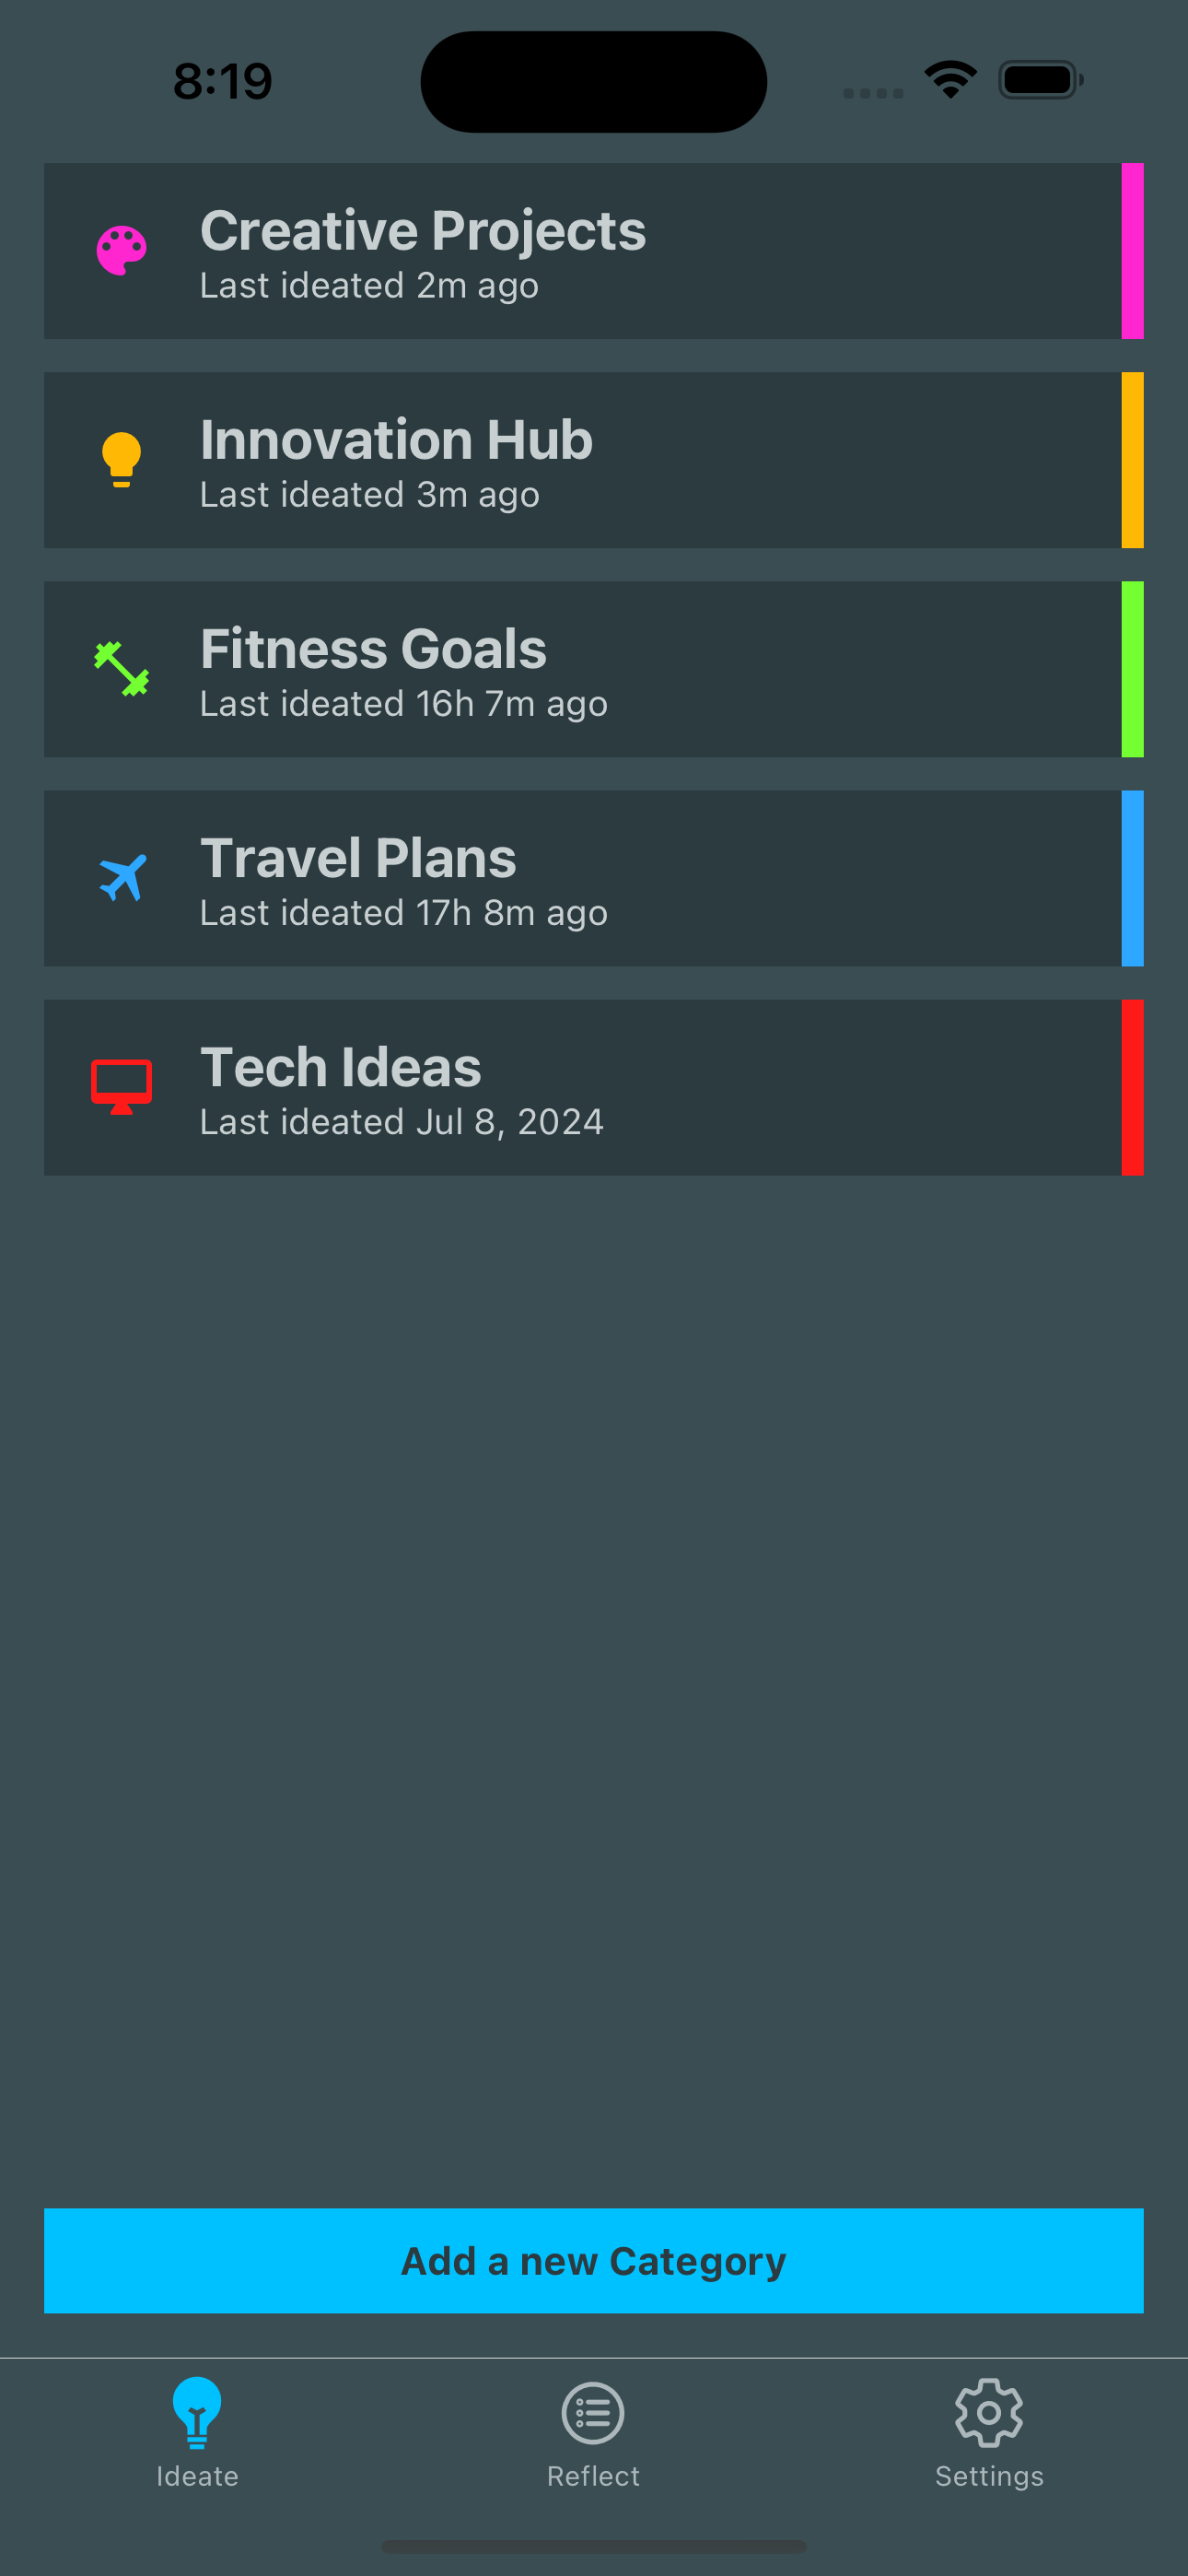 8:19
Creative Projects
Last ideated 2m ago
Innovation Hub
Last ideated 3m ago
Fitness Goals
Last ideated 16h 7m ago
Travel Plans
Last ideated 17h 8m ago
Tech Ideas
Last ideated Jul 8, 2024
Add a new Category
Ideate
Reflect
Settings